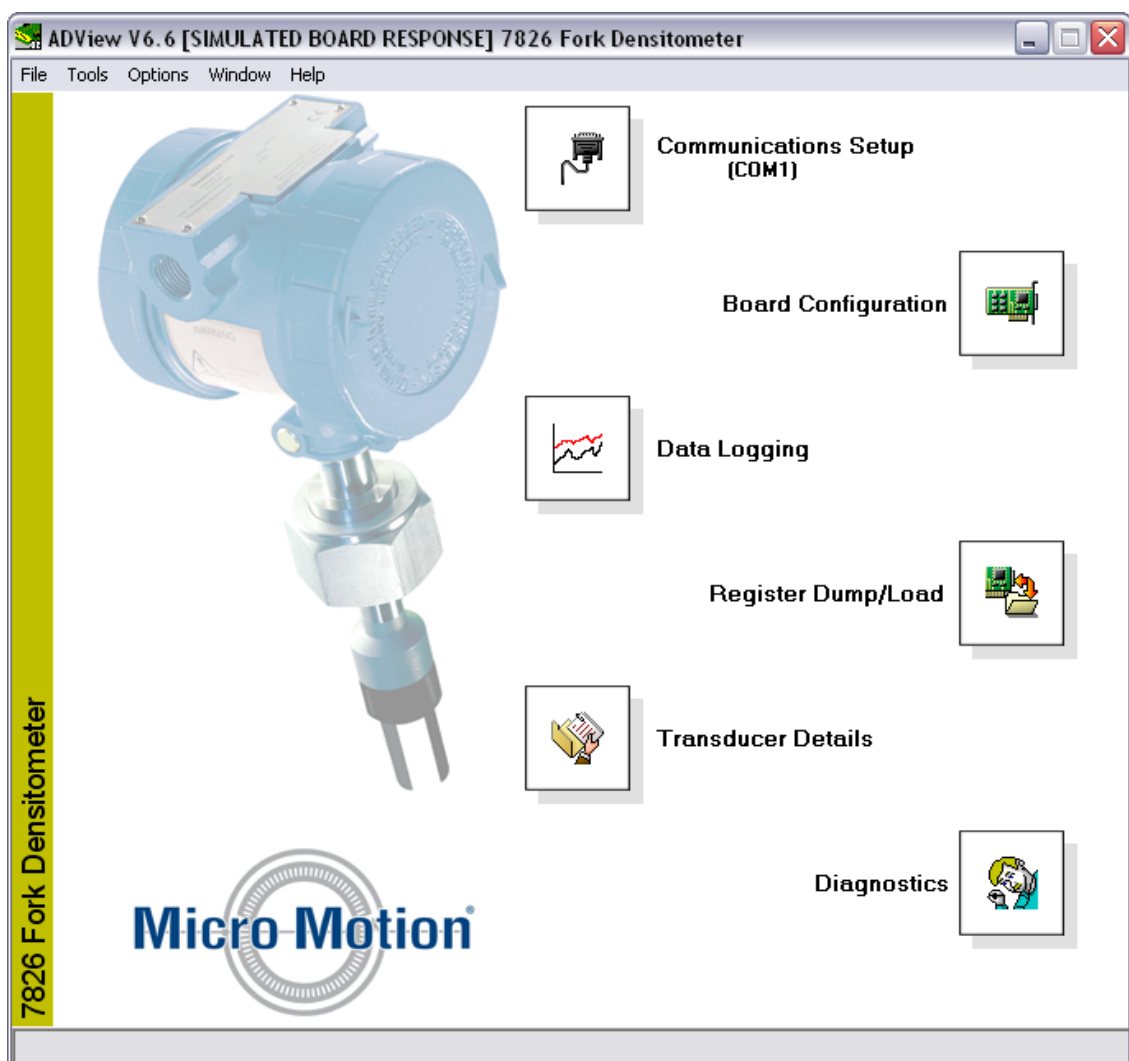 ADView V6.6 [SIMULATED BOARD RESPONSE] 7826 Fork Densitometer
File Tools Options Window Help
Communications Setup
(COM1)
Board Configuration
Data Logging
Register Dump/Load
Transducer Details
Diagnostics
7826 Fork Densitometer
WARNING
Micro Motion®